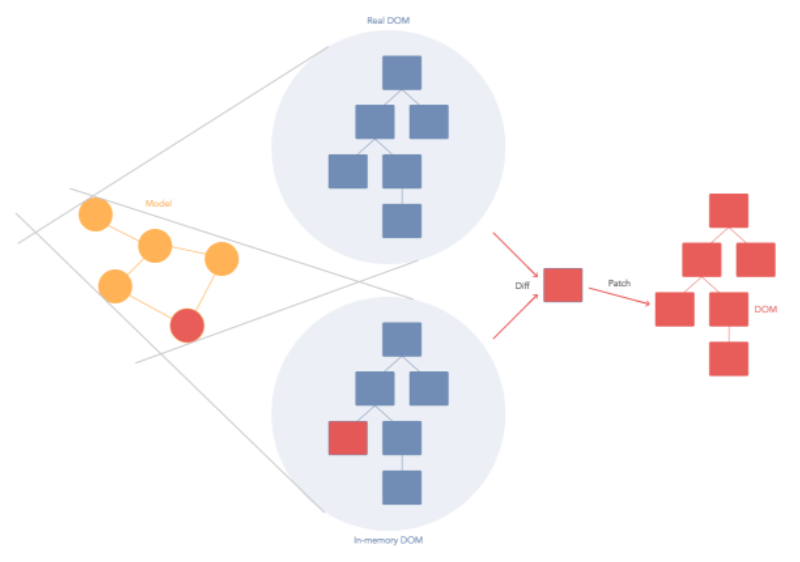 Real DOM
Model
Diff
Patch
DOM
In-memory DOM